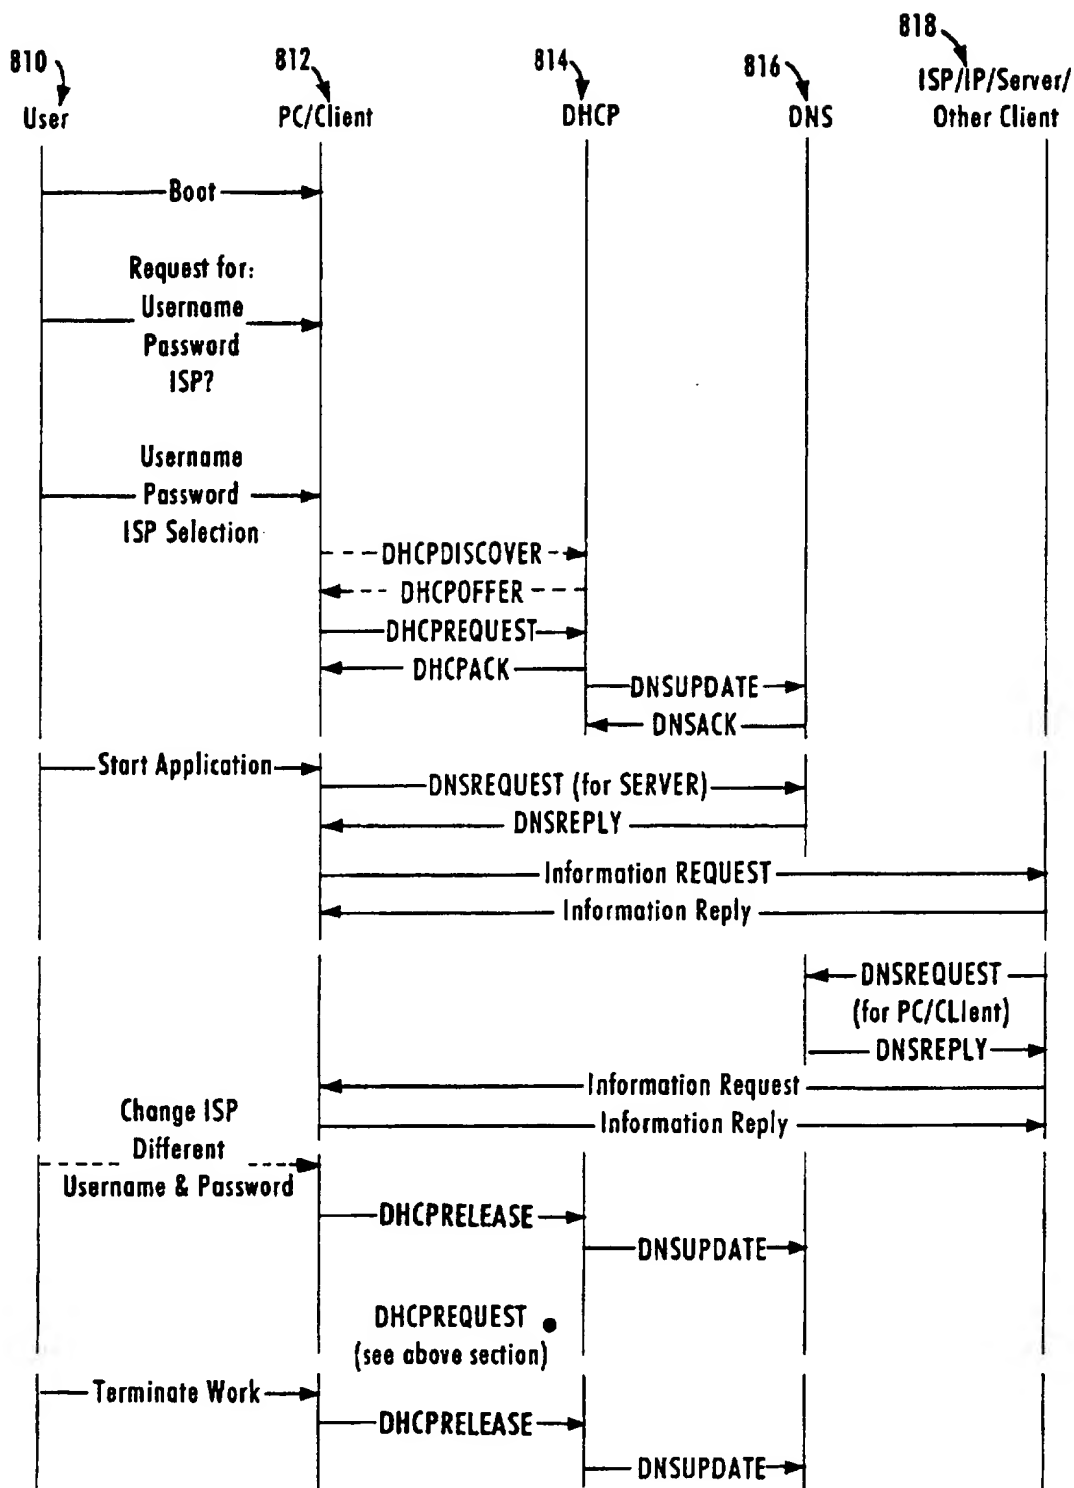 818
810
812
814
816
ISP/IP/Server/
Other Client
User
PC/Client
DHCP
DNS
Boot
Request for:
Username
Password
ISP?
Username
Password
ISP Selection
DHCPDISCOVER
DHCPOFFER
DHCPREQUEST
DHCPACK
DNSUPDATE
DNSACK
Start Application
DNSREQUEST (for SERVER)
DNSREPLY
Information REQUEST
Information Reply
DNSREQUEST
(for PC/CLIent)
DNSREPLY
Information Request
Information Reply
Change ISP
Different
Username & Password
DHCPRELEASE
DNSUPDATE
DHCPREQUEST
(see above section)
Terminate Work
DHCPRELEASE
DNSUPDATE